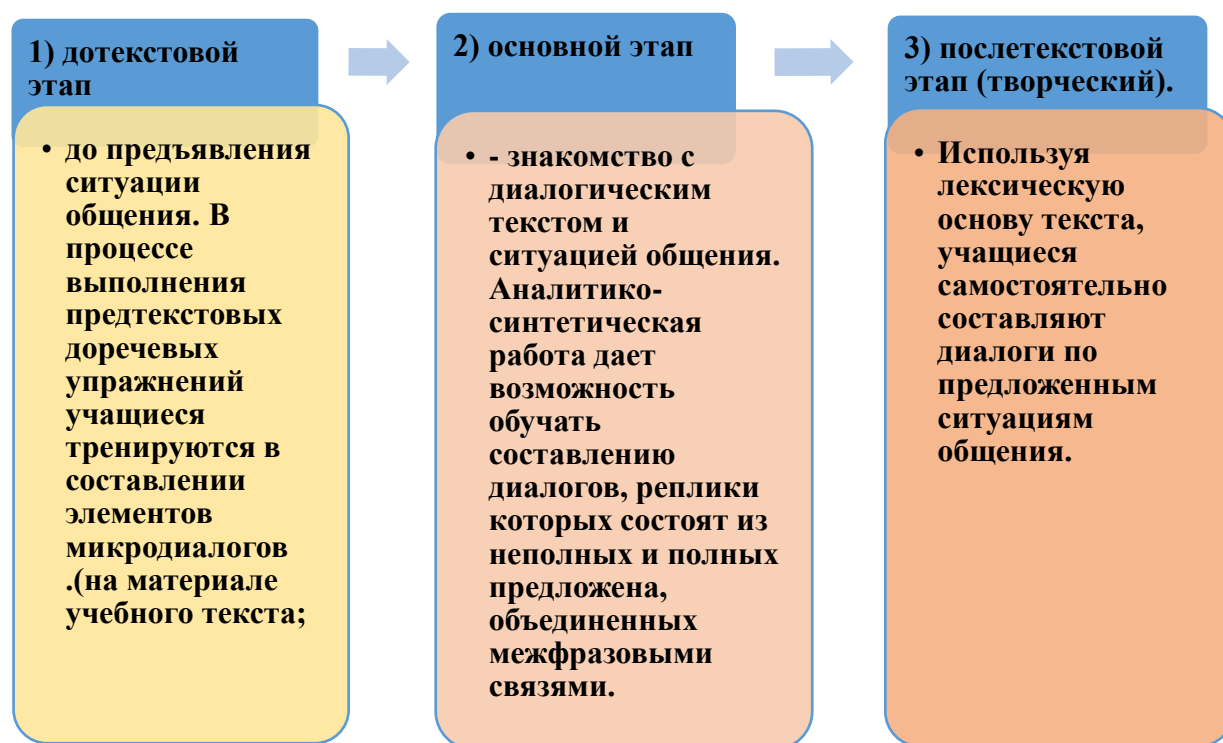 1) дотекстовой
этап
• до предъявления
ситуации
общения. В
процессе
выполнения
предтекстовых
доречевых
упражнений
учащиеся
тренируются в
составлении
элементов
микродиалогов
.(на материале
учебного текста;
2) основной этап
• - знакомство с
диалогическим
текстом и
ситуацией общения.
Аналитико-
синтетическая
работа дает
возможность
обучать
составлению
диалогов, реплики
которых состоят из
неполных и полных
предложена,
объединенных
межфразовыми
связями.
3) послетекстовой
этап (творческий).
• Используя
лексическую
основу текста,
учащиеся
самостоятельно
составляют
диалоги по
предложенным
ситуациям
общения.